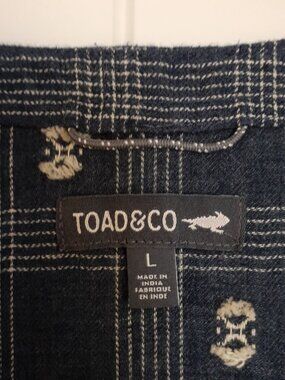 TOAD&CO
L
MADE IN
INDIA
FABRIQUÉ
EN INDE